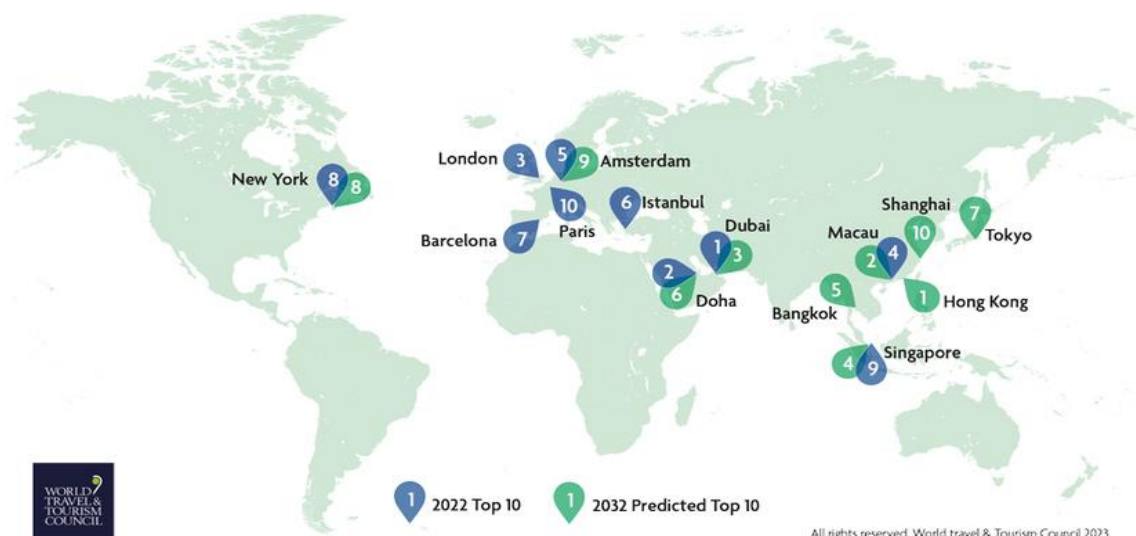 London
3
5
9
Amsterdam
New York
8
8
6
Istanbul
10
Paris
Barcelona
7
Dubai
1
3
2
6
Doha
Shanghai
10
7
Tokyo
Macau
2
4
5
Bangkok
1
Hong Kong
Singapore
4
9
WORLD
TRAVEL &
TOURISM
COUNCIL
1 2022 Top 10
1 2032 Predicted Top 10
All rights reserved. World travel & Tourism Council 2023